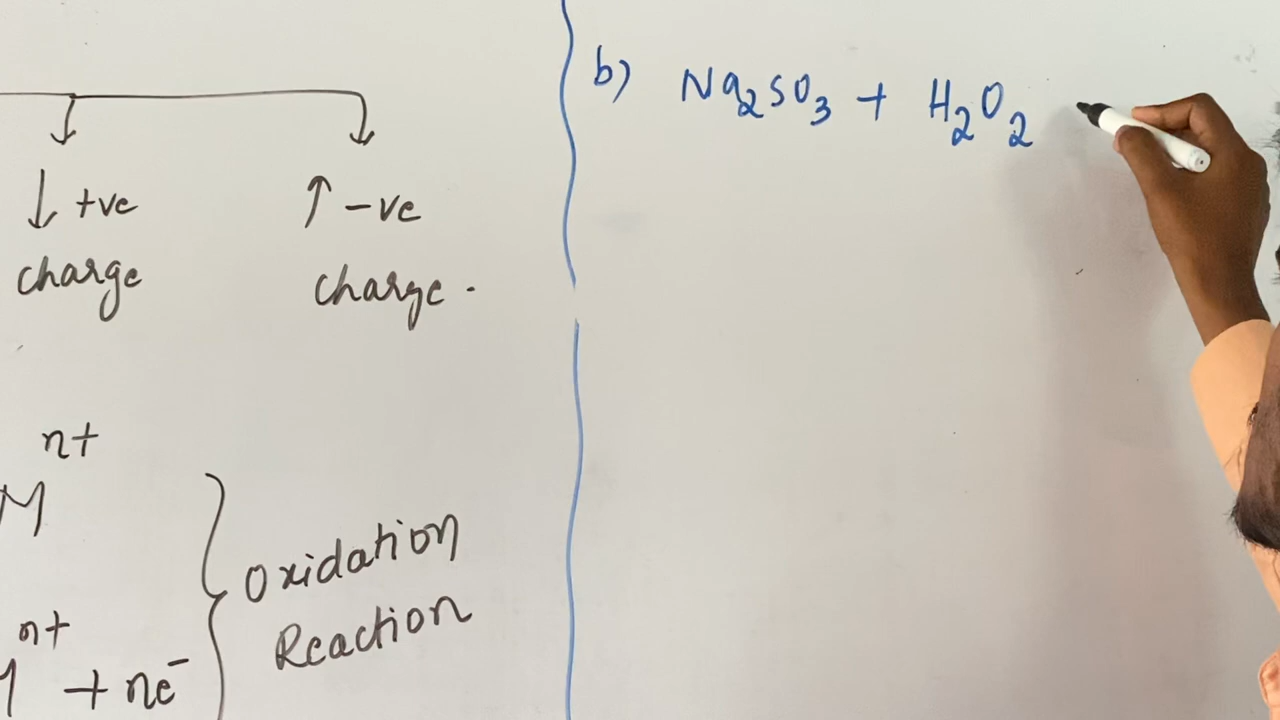 ↓ +ve
charge
↑ -ve
charge.
M^n+
M^n+ + ne^-
Oxidation
Reaction
b) Na₂SO₃ + H₂O₂